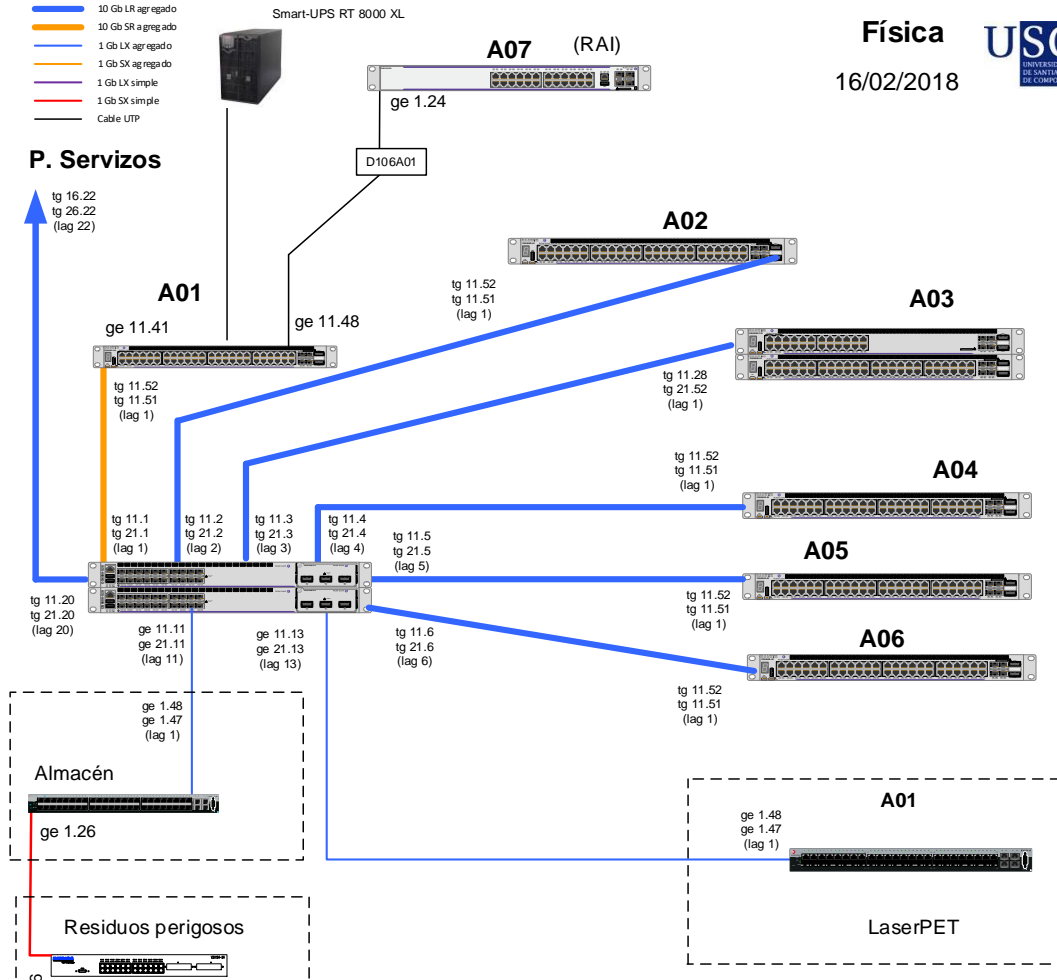 10 Gb LR agregado
10 Gb SR agregado
1 Gb LX agregado
1 Gb SX agregado
1 Gb LX simple
1 Gb SX simple
Cable UTP
Smart-UPS RT 8000 XL
A07
(RAI)
ge 1.24
Física
16/02/2018
D106A01
P. Servizos
tg 16.22
tg 26.22
(lag 22)
A01
ge 11.41
ge 11.48
tg 11.52
tg 11.51
(lag 1)
A02
tg 11.52
tg 11.51
(lag 1)
A03
tg 11.28
tg 21.52
(lag 1)
A04
tg 11.52
tg 11.51
(lag 1)
tg 11.1
tg 21.1
(lag 1)
tg 11.2
tg 21.2
(lag 2)
tg 11.3
tg 21.3
(lag 3)
tg 11.4
tg 21.4
(lag 4)
tg 11.5
tg 21.5
(lag 5)
A05
tg 11.52
tg 11.51
(lag 1)
tg 11.20
tg 21.20
(lag 20)
ge 11.11
ge 21.11
(lag 11)
ge 11.13
ge 21.13
(lag 13)
tg 11.6
tg 21.6
(lag 6)
A06
tg 11.52
tg 11.51
(lag 1)
ge 1.48
ge 1.47
(lag 1)
Almacén
ge 1.26
A01
ge 1.48
ge 1.47
(lag 1)
LaserPET
Residuos perigosos